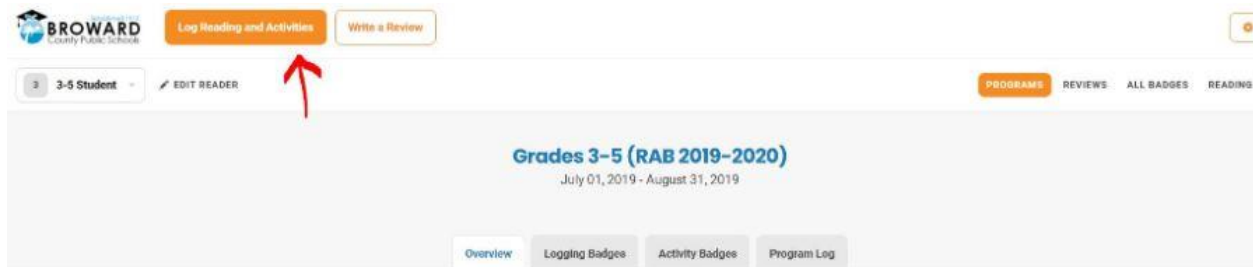 BROWARD
County Public Schools
Log Reading and Activities
Write a Review
3 3-5 Student
EDIT READER
PROGRAMS
REVIEWS
ALL BADGES
READING
Grades 3-5 (RAB 2019-2020)
July 01, 2019 - August 31, 2019
Overview
Logging Badges
Activity Badges
Program Log